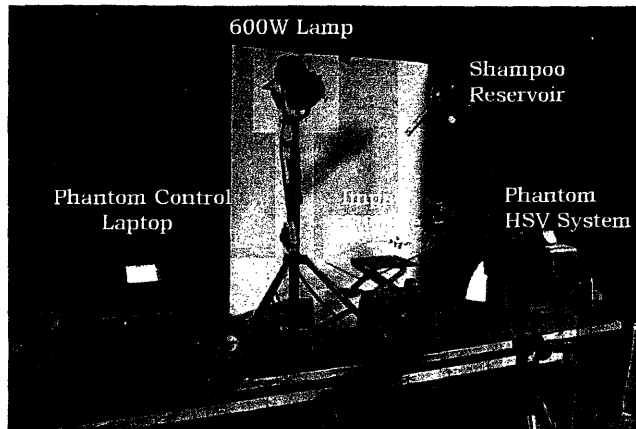 600W Lamp
Shampoo
Reservoir
Phantom Control
Laptop
Phantom
HSV System